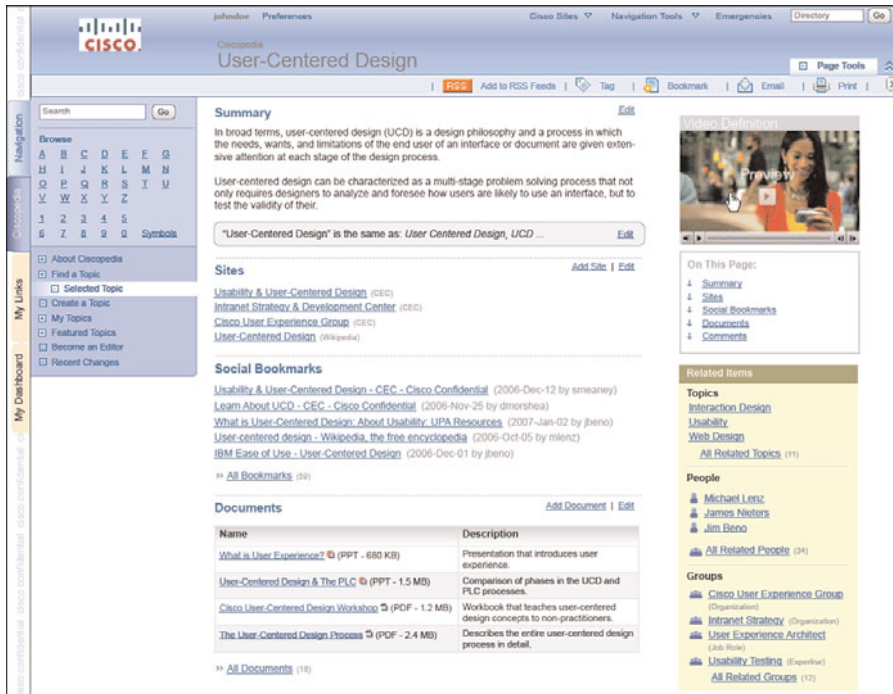 johndor Preferences Cisco Sites Navigation Tools Emergencies Directory Go
CISCO
Ciscopedia
User-Centered Design
Page Tools
RSS Add to RSS Feeds | Tag | Bookmark | Email | Print |
cisco confidential
Navigation
Ciscopedia
My Links
My Dashboard
cisco confidential cisco confidential cisco confidential
Search Go
Browse
A B C D E F G
H I J K L M N
O P Q R S T U
V W X Y Z
1 2 3 4 5
6 7 8 9 0 Symbols
About Ciscopedia
Find a Topic
Selected Topic
Create a Topic
My Topics
Featured Topics
Become an Editor
Recent Changes
Summary Edit
In broad terms, user-centered design (UCD) is a design philosophy and a process in which
the needs, wants, and limitations of the end user of an interface or document are given exten-
sive attention at each stage of the design process.
User-centered design can be characterized as a multi-stage problem solving process that not
only requires designers to analyze and foresee how users are likely to use an interface, but to
to test the validity of their.
"User-Centered Design" is the same as: User Centered Design, UCD ... Edit
Sites Add Site | Edit
Usability & User-Centered Design (CEC)
Intranet Strategy & Development Center (CEC)
Cisco User Experience Group (CEC)
User-Centered Design (Wikipedia)
Social Bookmarks
Usability & User-Centered Design - CEC - Cisco Confidential (2006-Dec-12 by smeaney)
Learn About UCD - CEC - Cisco Confidential (2006-Nov-25 by dmorshea)
What is User-Centered Design: About Usability: UPA Resources (2007-Jan-02 by jbeno)
User-centered design - Wikipedia, the free encyclopedia (2006-Oct-05 by mlenz)
IBM Ease of Use - User-Centered Design (2006-Dec-01 by jbeno)
All Bookmarks (59)
Documents Add Document | Edit
Name Description
What is User Experience? (PPT - 680 KB) Presentation that introduces user
experience.
User-Centered Design & The PLC (PPT - 1.5 MB) Comparison of phases in the UCD and
PLC processes.
Cisco User-Centered Design Workshop (PDF - 1.2 MB) Workbook that teaches user-centered
design concepts to non-practitioners.
The User-Centered Design Process (PDF - 2.4 MB) Describes the entire user-centered design
process in detail.
All Documents (18)
Video Definition
Preview
On This Page:
Summary
Sites
Social Bookmarks
Documents
Comments
Related Items
Topics
Interaction Design
Usability
Web Design
All Related Topics (11)
People
Michael Lenz
James Nieters
Jim Beno
All Related People (34)
Groups
Cisco User Experience Group
(Organization)
Intranet Strategy (Organization)
User Experience Architect
(Job Role)
Usability Testing (Expertise)
All Related Groups (12)